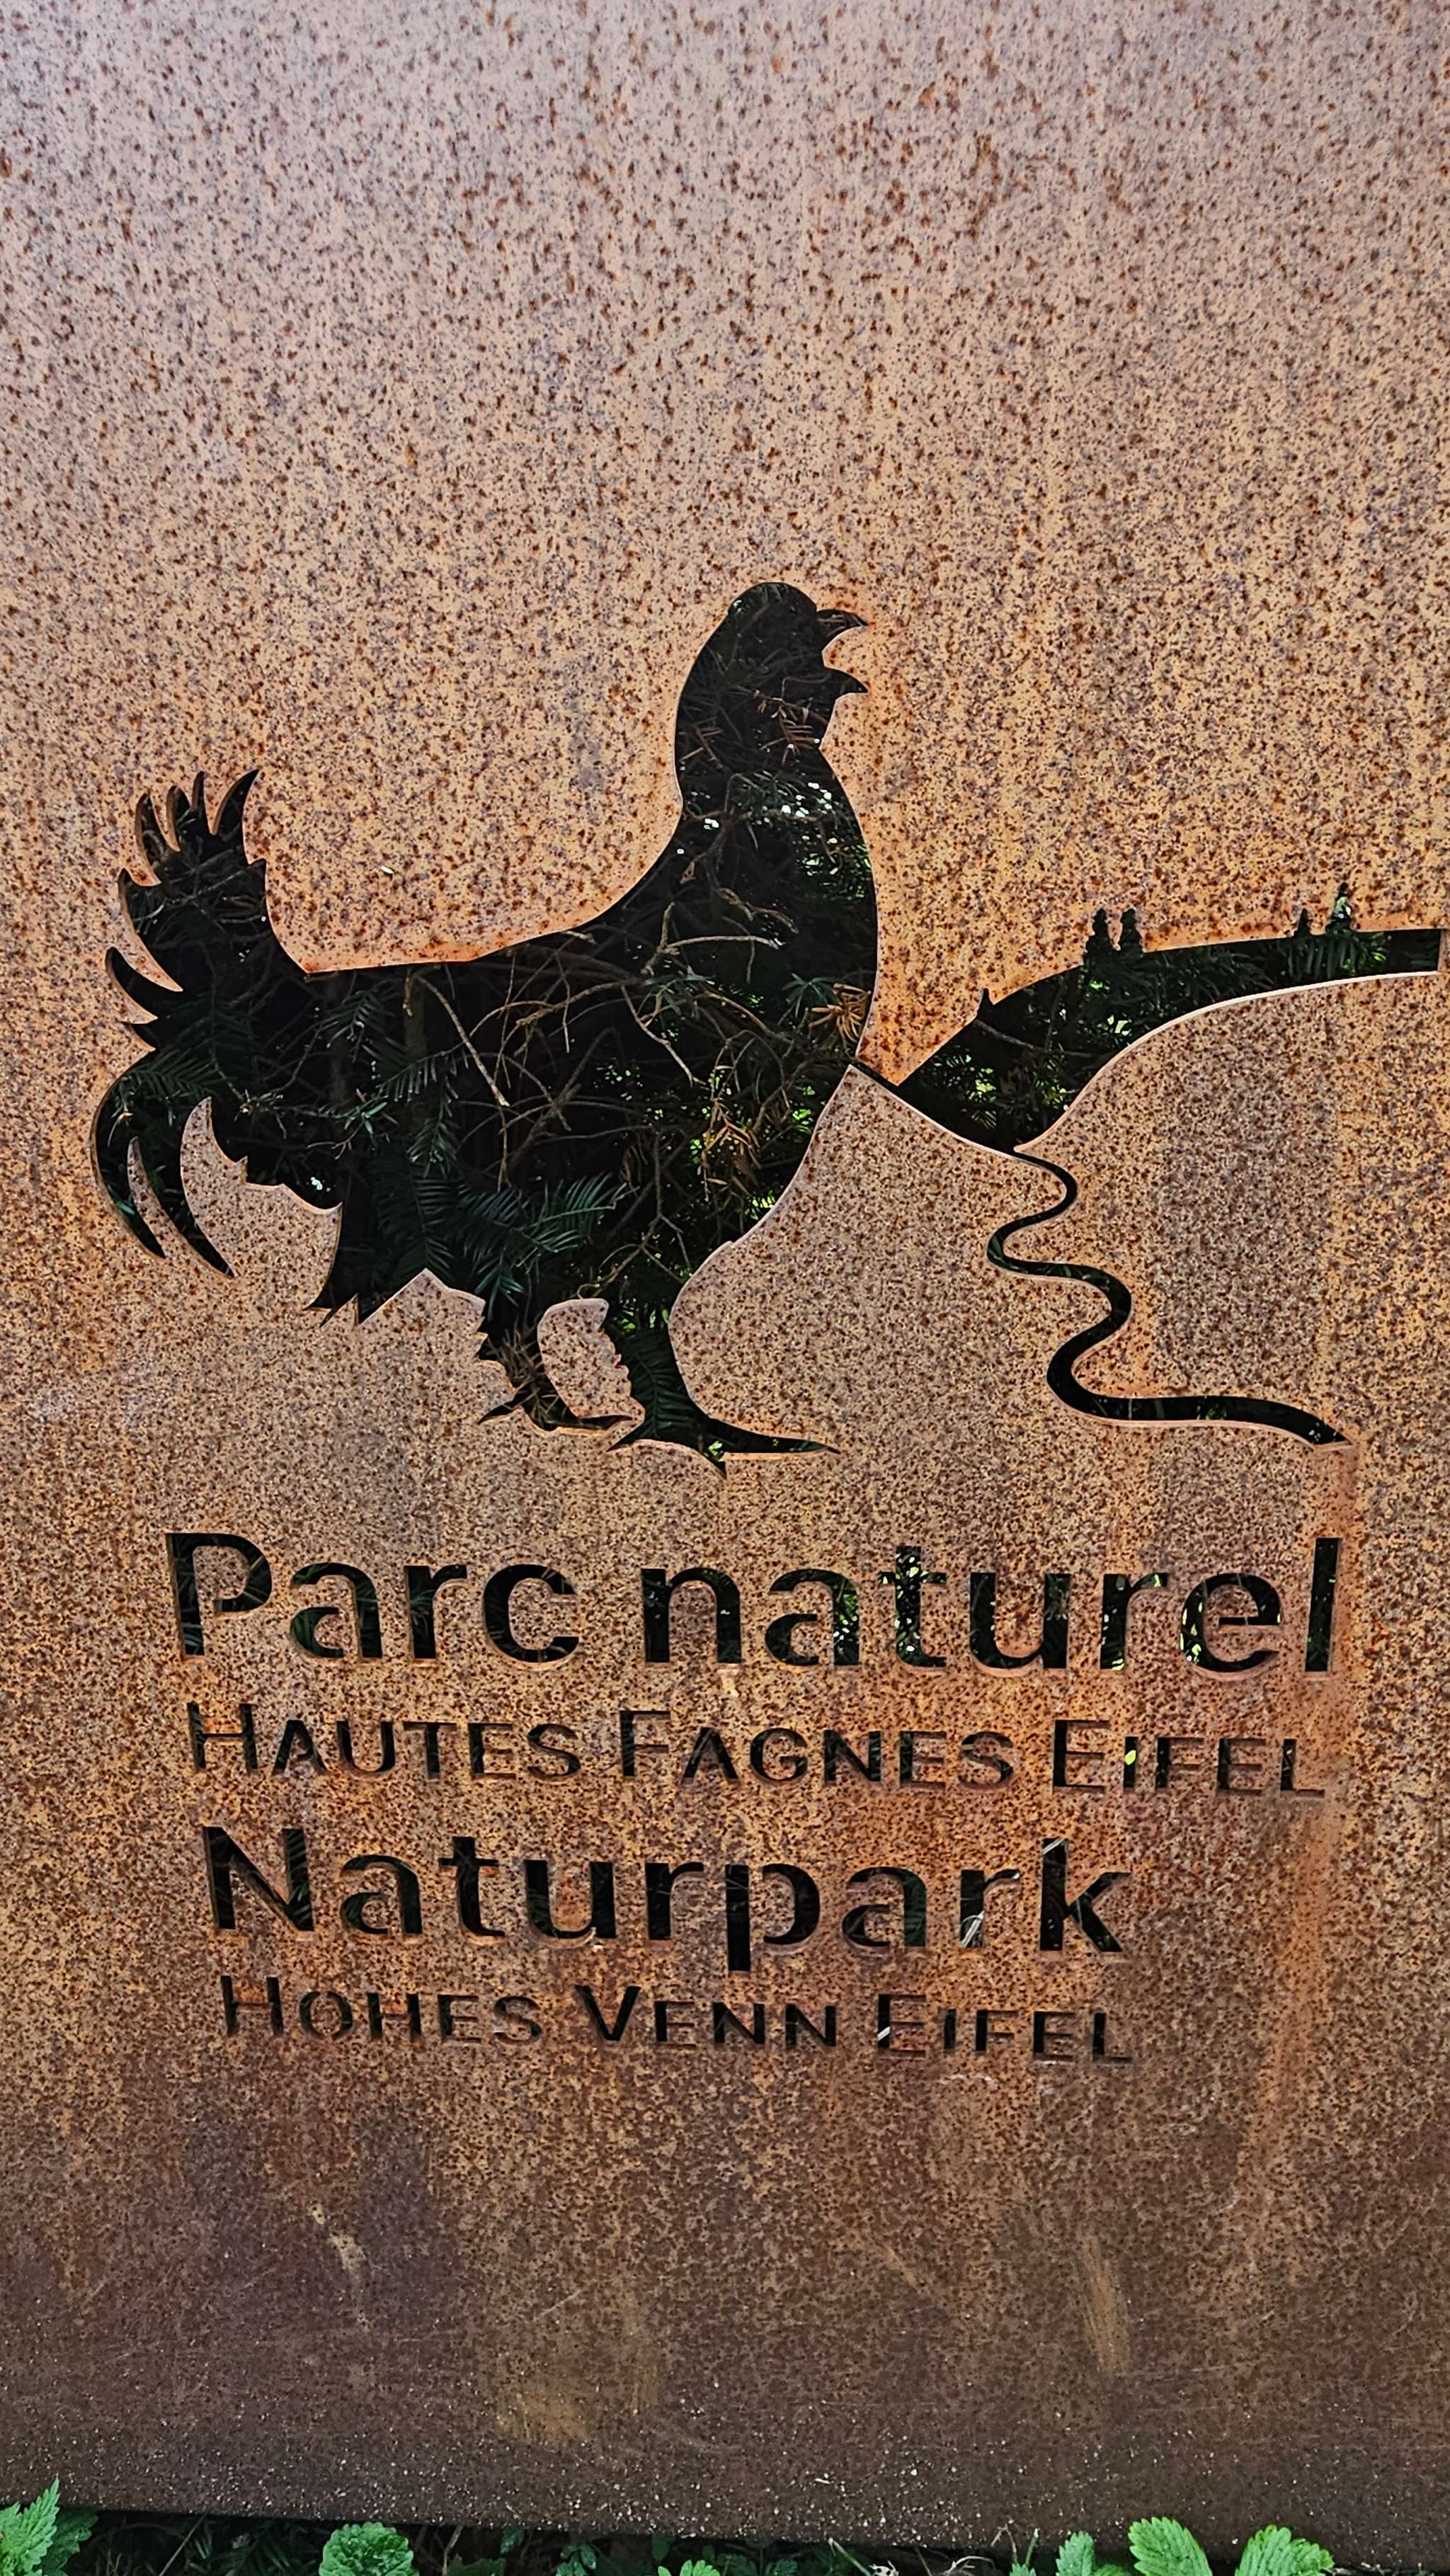 Parc naturel
HAUTES FAGNES EIFEL
Naturpark
HOHES VENN EIFEL